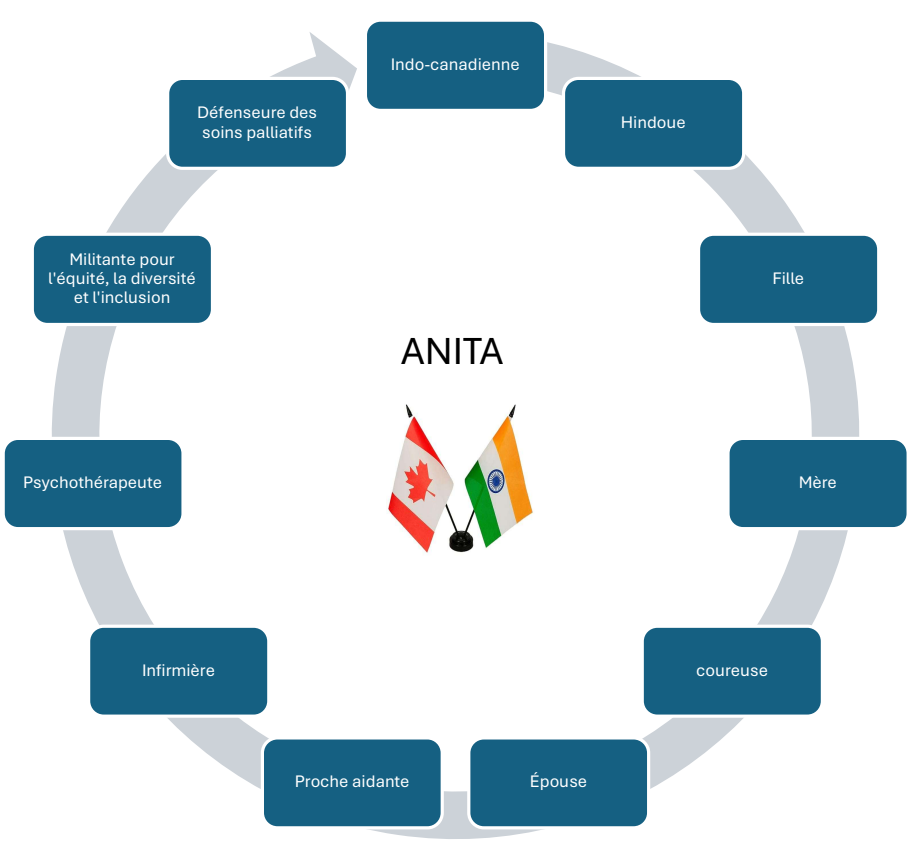 Indo-canadienne
Hindoue
Fille
Mère
coureuse
Épouse
Proche aidante
Infirmière
Psychothérapeute
Militante pour
l'équité, la diversité
et l'inclusion
Défenseure des
soins palliatifs
ANITA